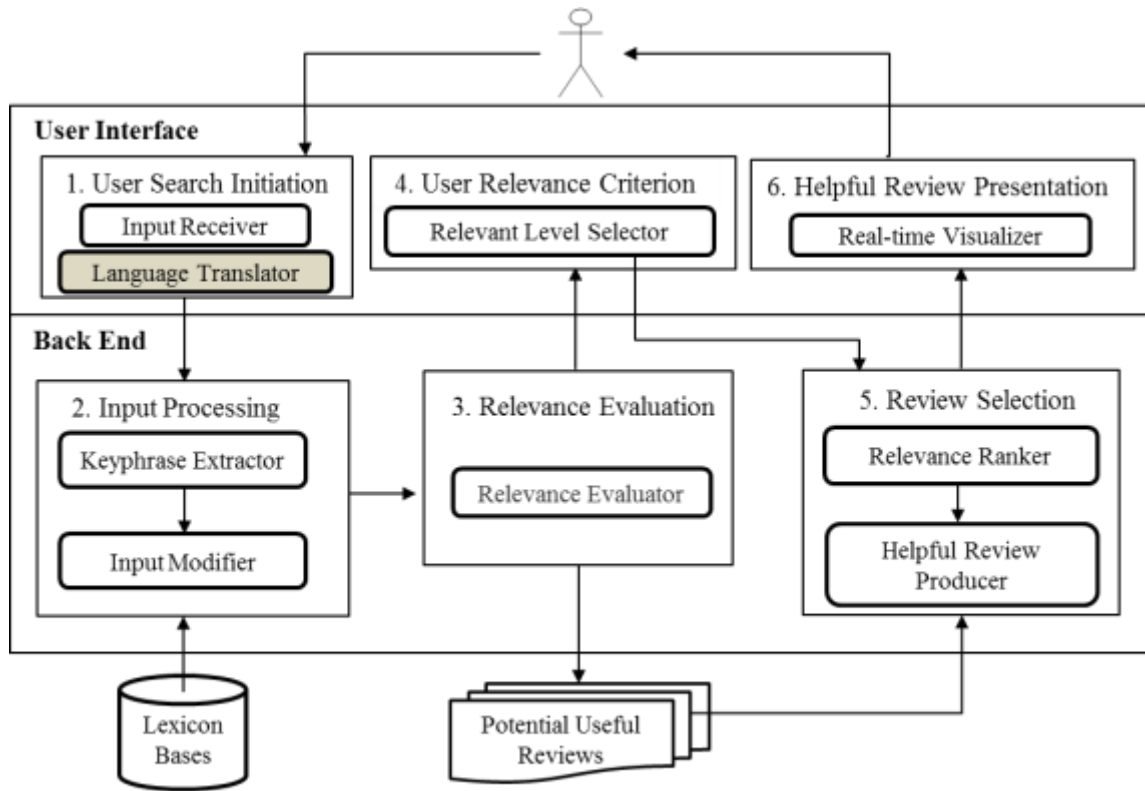 User Interface
1. User Search Initiation
Input Receiver
Language Translator
4. User Relevance Criterion
Relevant Level Selector
6. Helpful Review Presentation
Real-time Visualizer
Back End
2. Input Processing
Keyphrase Extractor
Input Modifier
3. Relevance Evaluation
Relevance Evaluator
5. Review Selection
Relevance Ranker
Helpful Review
Producer
Lexicon
Bases
Potential Useful
Reviews